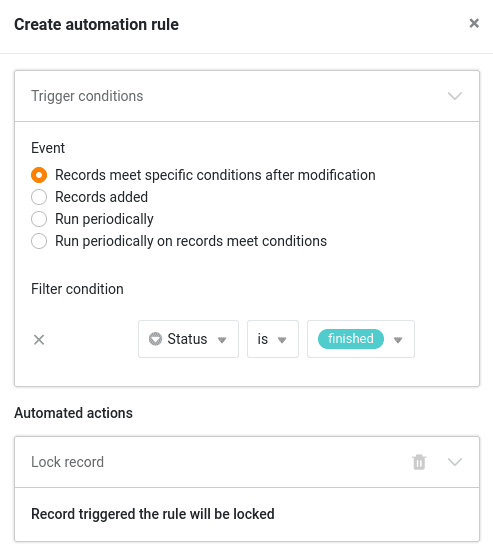 Create automation rule
Trigger conditions
Event
Records meet specific conditions after modification
Records added
Run periodically
Run periodically on records meet conditions
Filter condition
Status is finished
Automated actions
Lock record
Record triggered the rule will be locked